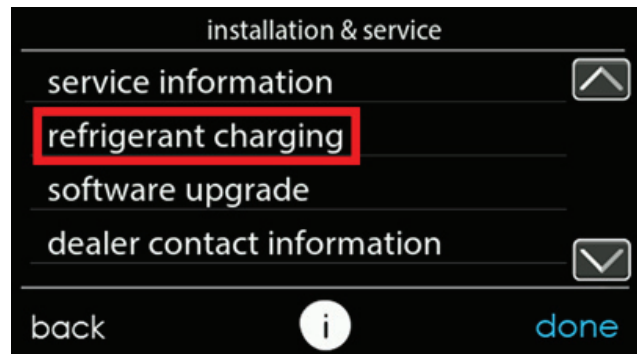 installation & service
service information
refrigerant charging
software upgrade
dealer contact information
back i done